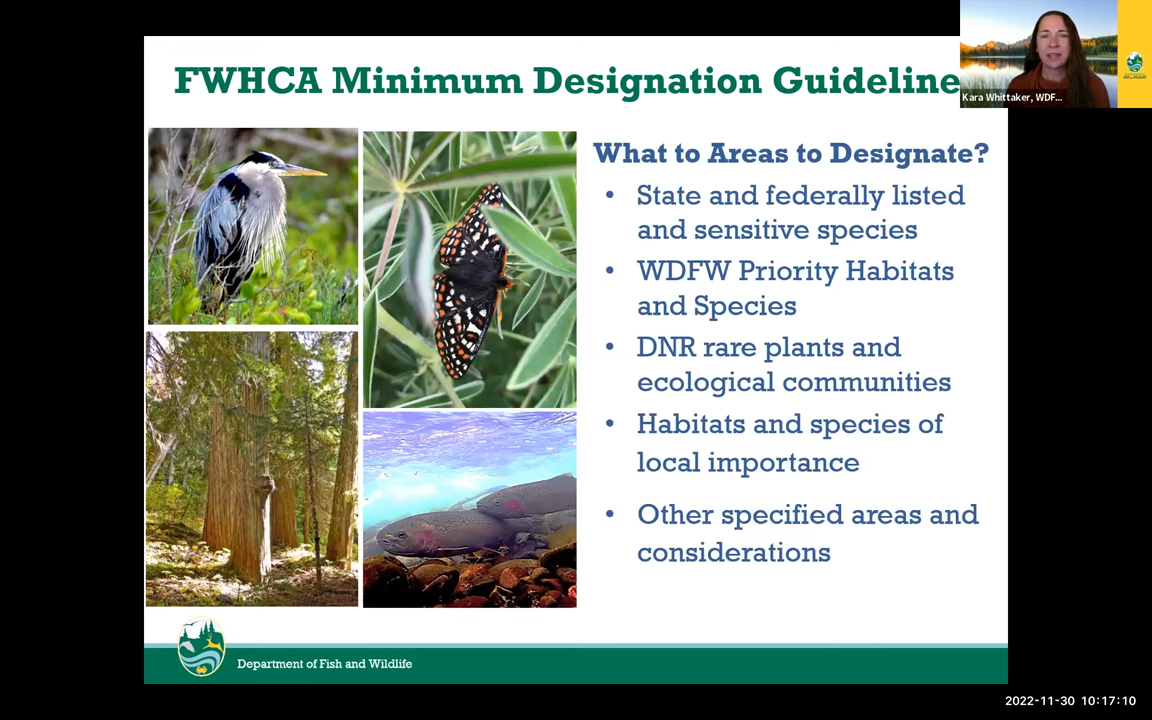 FWHCA Minimum Designation Guideline
Kara Whittaker, WDF...
What to Areas to Designate?
• State and federally listed
and sensitive species
• WDFW Priority Habitats
and Species
• DNR rare plants and
ecological communities
• Habitats and species of
local importance
• Other specified areas and
considerations
Department of Fish and Wildlife
2022-11-30 10:17:10